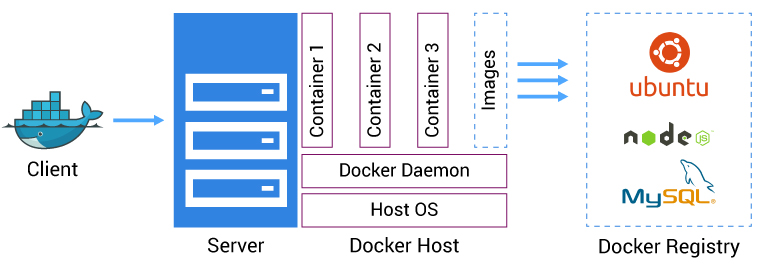 Client
Server
Container 1
Container 2
Container 3
Images
Docker Daemon
Host OS
Docker Host
ubuntu
node
JS
MySQL
Docker Registry